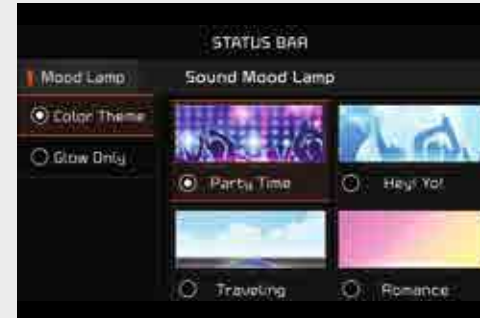 STATUS BAR
Mood Lamp
Sound Mood Lamp
Color Theme
Glow Only
Party Time
Hey! Yo!
Traveling
Romance